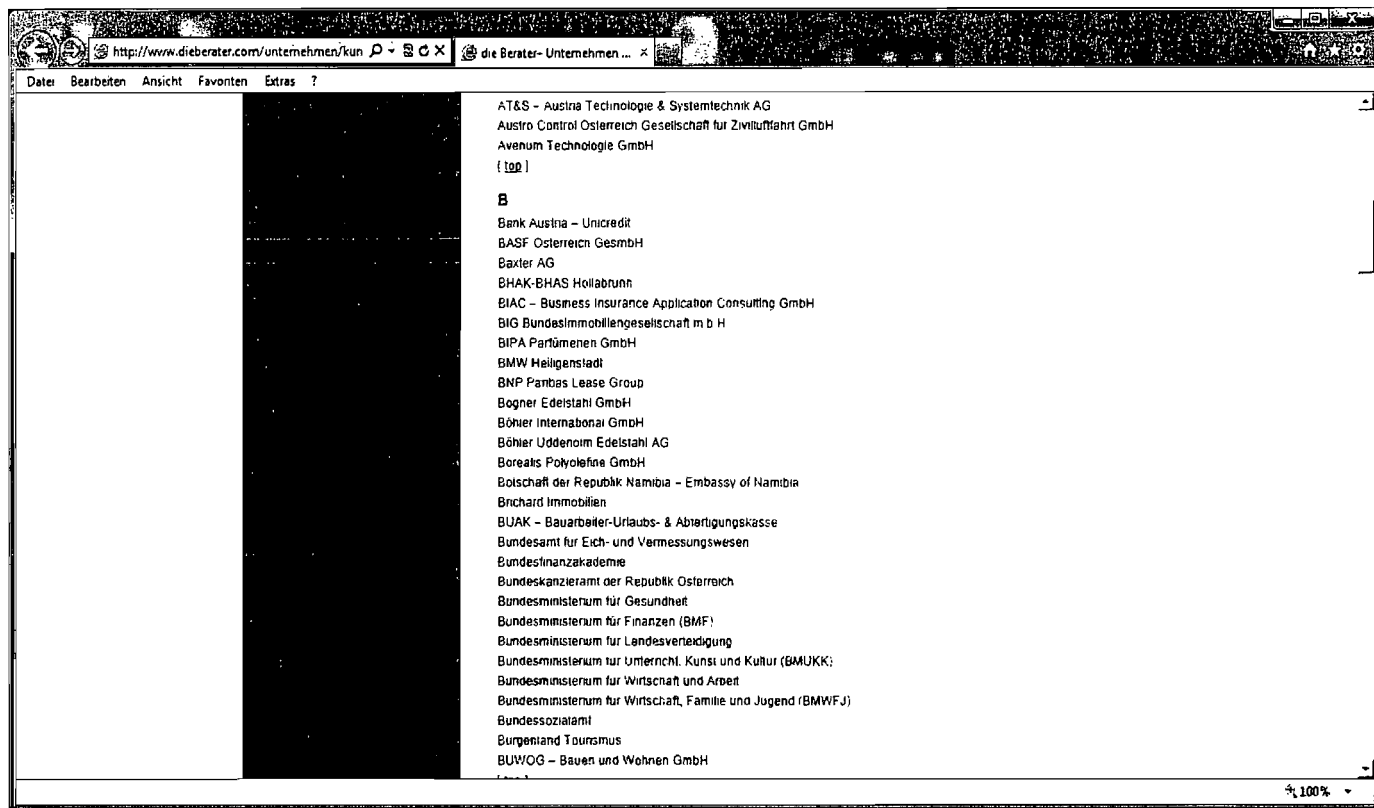 http://www.dieberater.com/unternehmen/kun
die Berater- Unternehmen ...
Datei Bearbeiten Ansicht Favoriten Extras ?
AT&S – Austria Technologie & Systemtechnik AG
Austro Control Österreich Gesellschaft für Zivilluftfahrt GmbH
Avenum Technologie GmbH
[ top ]
B
Bank Austria – Unicredit
BASF Österreich GesmbH
Baxter AG
BHAK-BHAS Hollabrunn
BIAC – Business Insurance Application Consulting GmbH
BIG Bundesimmobiliengesellschaft m b H
BIPA Parfümerien GmbH
BMW Heiligenstadt
BNP Paribas Lease Group
Bogner Edelstahl GmbH
Böhler International GmbH
Böhler Uddeholm Edelstahl AG
Borealis Polyolefine GmbH
Botschaft der Republik Namibia – Embassy of Namibia
Brichard Immobilien
BUAK – Bauarbeiter-Urlaubs- & Abfertigungskasse
Bundesamt für Eich- und Vermessungswesen
Bundesfinanzakademie
Bundeskanzleramt der Republik Österreich
Bundesministerium für Gesundheit
Bundesministerium für Finanzen (BMF)
Bundesministerium für Landesverteidigung
Bundesministerium für Unterricht, Kunst und Kultur (BMUKK)
Bundesministerium für Wirtschaft und Arbeit
Bundesministerium für Wirtschaft, Familie und Jugend (BMWFJ)
Bundessozialamt
Burgenland Tourismus
BUWOG – Bauen und Wohnen GmbH
100%